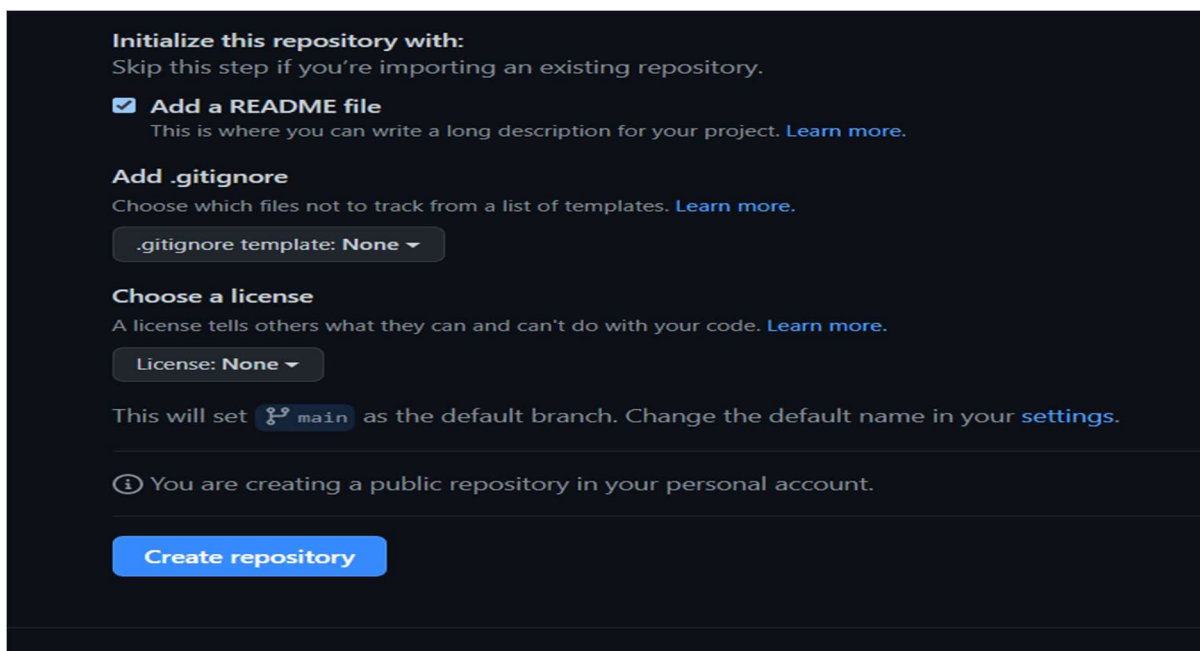 Initialize this repository with:
Skip this step if you're importing an existing repository.
Add a README file
This is where you can write a long description for your project. Learn more.
Add .gitignore
Choose which files not to track from a list of templates. Learn more.
.gitignore template: None
Choose a license
A license tells others what they can and can't do with your code. Learn more.
License: None
This will set main as the default branch. Change the default name in your settings.
You are creating a public repository in your personal account.
Create repository